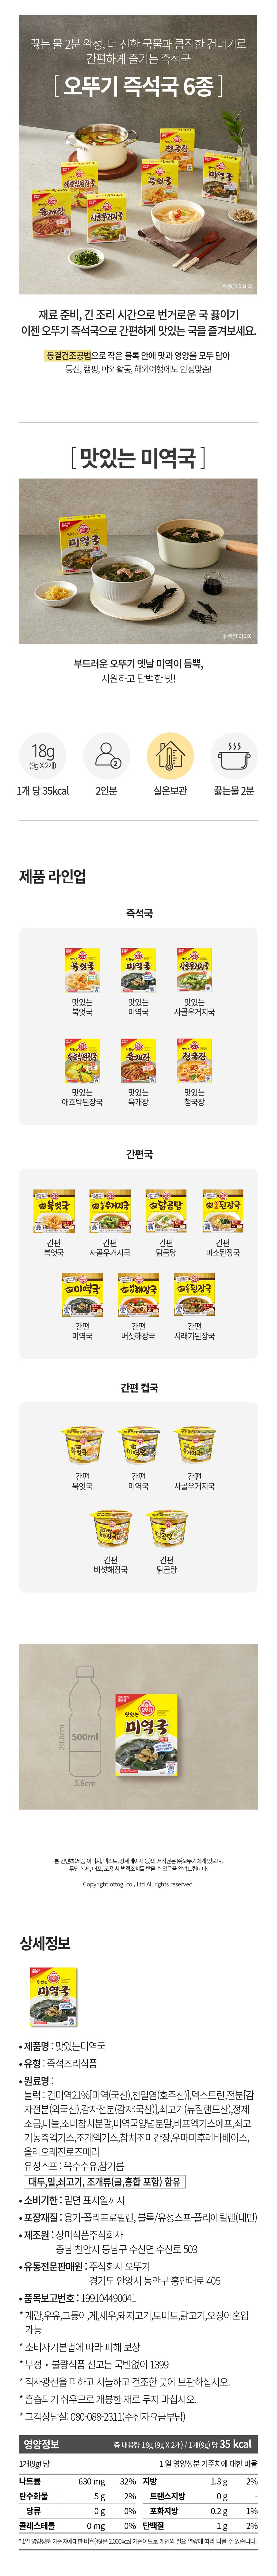 끓는 물 2분 완성, 더 진한 국물과 큼직한 건더기로
간편하게 즐기는 즉석국
[ 오뚜기 즉석국 6종 ]
연출된 이미지
재료 준비, 긴 조리 시간으로 번거로운 국 끓이기
이젠 오뚜기 즉석국으로 간편하게 맛있는 국을 즐겨보세요.
동결건조공법으로 작은 블록 안에 맛과 영양을 모두 담아
등산, 캠핑, 야외활동, 해외여행에도 안성맞춤!
[ 맛있는 미역국 ]
연출된 이미지
부드러운 오뚜기 옛날 미역이 듬뿍,
시원하고 담백한 맛!
18g
(9g X 2개)
1개 당 35kcal
2인분
실온보관
끓는물 2분
제품 라인업
즉석국
맛있는
북엇국
맛있는
미역국
맛있는
사골우거지국
맛있는
애호박된장국
맛있는
육개장
맛있는
청국장
간편국
간편
북엇국
간편
사골우거지국
간편
닭곰탕
간편
미소된장국
간편
미역국
간편
버섯해장국
간편
시래기된장국
간편 컵국
간편
북엇국
간편
미역국
간편
사골우거지국
간편
버섯해장국
간편
닭곰탕
20.8cm
500ml
5.8cm
맛있는
미역국
본 컨텐츠(제품 이미지, 텍스트, 상세페이지 등)의 저작권은 ㈜오뚜기에게 있으며,
무단 복제, 배포, 도용 시 법적조치를 받을 수 있음을 알려드립니다.
Copyright ottogi co., Ltd All rights reserved.
상세정보
• 제품명 : 맛있는미역국
• 유형 : 즉석조리식품
• 원료명 :
블럭 : 건미역21%[미역(국산),천일염(호주산)],덱스트린,전분[감
자전분(외국산),감자전분(감자:국산)],쇠고기(뉴질랜드산),정제
소금,마늘,조미참치분말,미역국양념분말,비프엑기스에프,쇠고
기농축엑기스,조개엑기스,참치조미간장,우마미후레바베이스,
올레오레진로즈메리
유성스프 : 옥수수유,참기름
대두,밀,쇠고기, 조개류(굴,홍합 포함) 함유
• 소비기한 : 밑면 표시일까지
• 포장재질 : 용기-폴리프로필렌, 블록/유성스프-폴리에틸렌(내면)
• 제조원 : 상미식품주식회사
충남 천안시 동남구 수신면 수신로 503
• 유통전문판매원 : 주식회사 오뚜기
경기도 안양시 동안구 흥안대로 405
• 품목보고번호 : 199104490041
* 계란,우유,고등어,게,새우,돼지고기,토마토,닭고기,오징어혼입
가능
* 소비자기본법에 따라 피해 보상
* 부정 • 불량식품 신고는 국번없이 1399
* 직사광선을 피하고 서늘하고 건조한 곳에 보관하십시오.
* 흡습되기 쉬우므로 개봉한 채로 두지 마십시오.
* 고객상담실: 080-088-2311(수신자요금부담)
영양정보 총 내용량 18g (9g X 2개) / 1개(9g) 당 35 kcal
1개(9g) 당 1일 영양성분 기준치에 대한 비율
나트륨 630 mg 32% 지방 1.3 g 2%
탄수화물 5 g 2% 트랜스지방 0 g -
당류 0 g 0% 포화지방 0.2 g 1%
콜레스테롤 0 mg 0% 단백질 1 g 2%
* 1일 영양성분 기준치에대한 비율(%)은 2,000kcal 기준이므로 개인의 필요 열량에 따라 다를 수 있습니다.